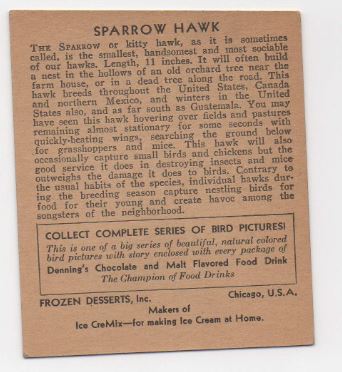 SPARROW HAWK
THE SPARROW or kitty hawk, as it is sometimes
called, is the smallest, handsomest and most sociable
of our hawks. Length, 11 inches. It will often build
a nest in the hollows of an old orchard tree near the
farm house, or in a dead tree along the road. This
hawk breeds throughout the United States, Canada
and northern Mexico, and winters in the United
States also, and as far south as Guatemala. You may
have seen this hawk hovering over fields and pastures
remaining almost stationary for some seconds with
quickly-beating wings, searching the ground below
for grasshoppers and mice. This hawk will also
occasionally capture small birds and chickens but the
good service it does in destroying insects and mice
outweighs the damage it does to birds. Contrary to
the usual habits of the species, individual hawks dur-
ing the breeding season capture nestling birds for
food for their young and create havoc among the
songsters of the neighborhood.
COLLECT COMPLETE SERIES OF BIRD PICTURES!
This is one of a big series of beautiful, natural colored
bird pictures with story enclosed with every package of
Denning's Chocolate and Malt Flavored Food Drink
The Champion of Food Drinks
FROZEN DESSERTS, Inc. Chicago, U.S.A.
Makers of
Ice CreMix—for making Ice Cream at Home.